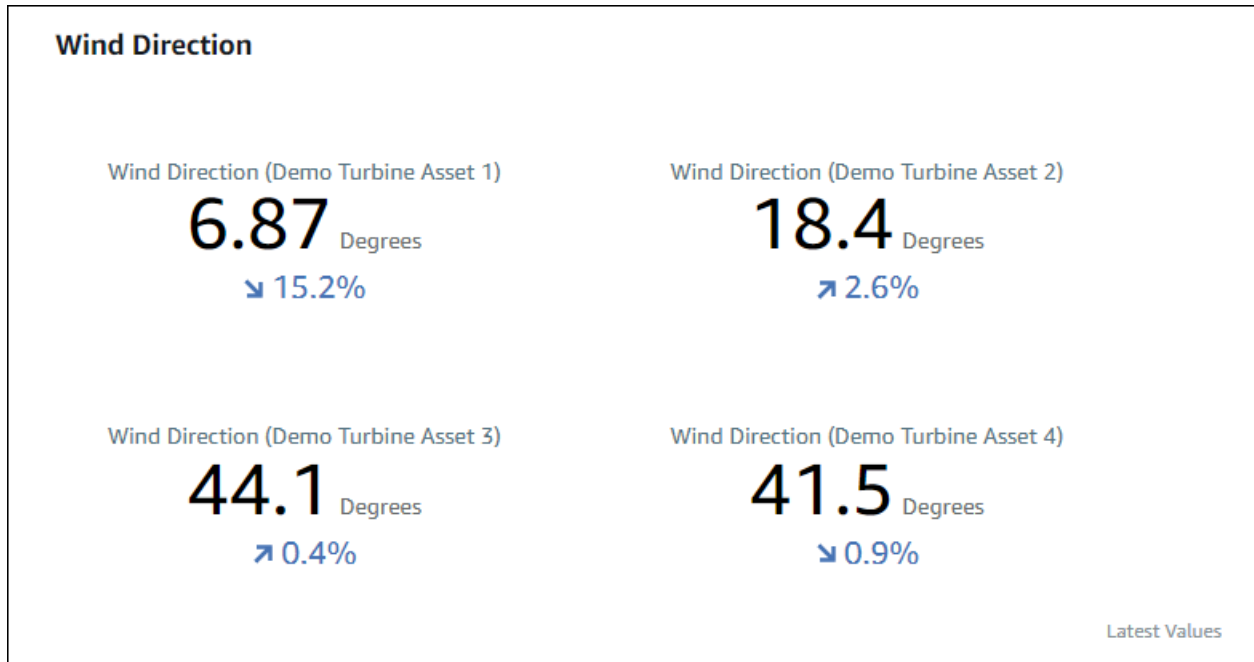 Wind Direction
Wind Direction (Demo Turbine Asset 1)
6.87 Degrees
15.2%
Wind Direction (Demo Turbine Asset 2)
18.4 Degrees
2.6%
Wind Direction (Demo Turbine Asset 3)
44.1 Degrees
0.4%
Wind Direction (Demo Turbine Asset 4)
41.5 Degrees
0.9%
Latest Values